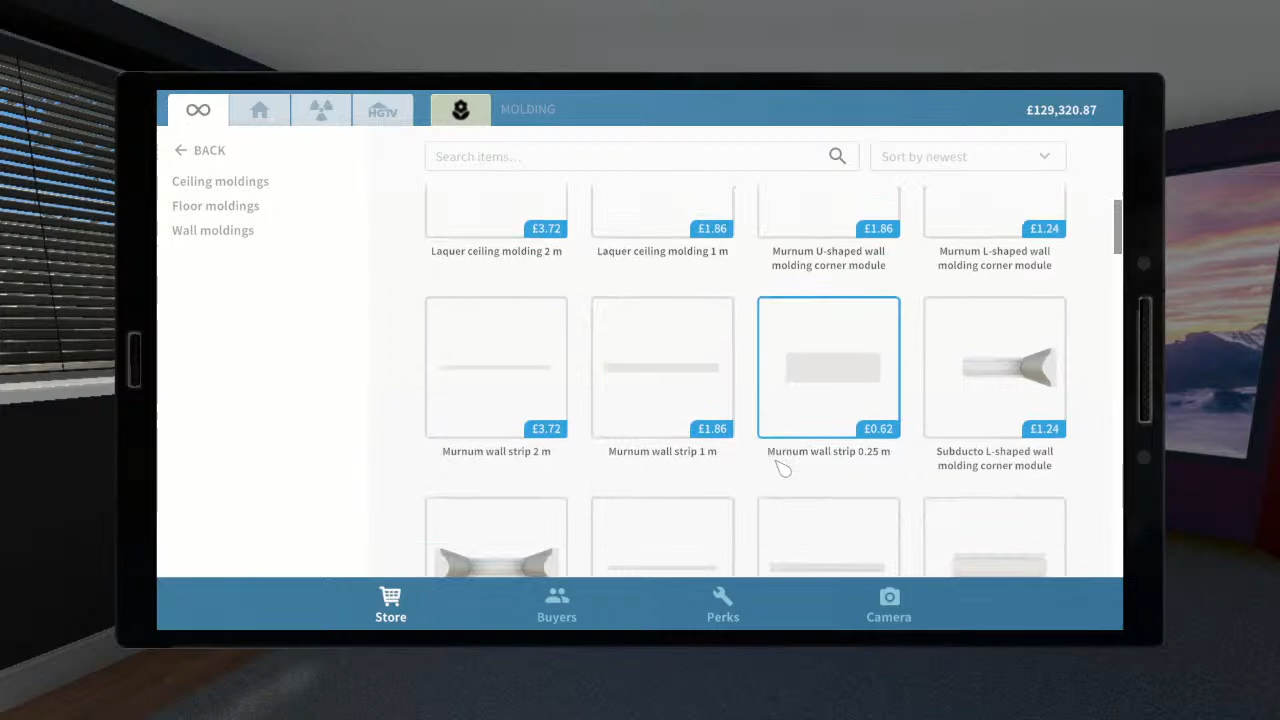 HGTV
MOLDING
£129,320.87
BACK
Ceiling moldings
Floor moldings
Wall moldings
Search items...
Sort by newest
£3.72
£1.86
£1.86
£1.24
Laquer ceiling molding 2 m
Laquer ceiling molding 1 m
Murnum U-shaped wall
molding corner module
Murnum L-shaped wall
molding corner module
£3.72
£1.86
£0.62
£1.24
Murnum wall strip 2 m
Murnum wall strip 1 m
Murnum wall strip 0.25 m
Subducto L-shaped wall
molding corner module
Store
Buyers
Perks
Camera